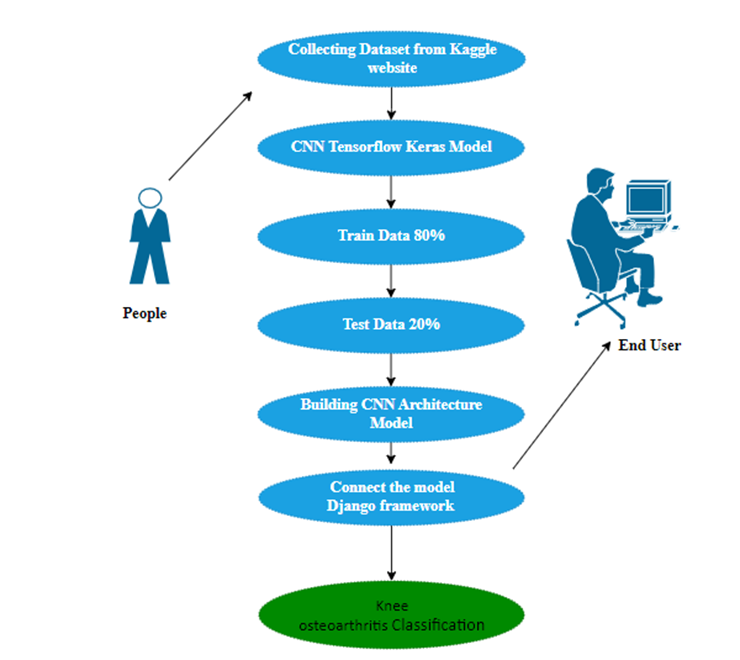 Collecting Dataset from Kaggle
website
CNN Tensorflow Keras Model
Train Data 80%
People
Test Data 20%
End User
Building CNN Architecture
Model
Connect the model
Django framework
Knee
osteoarthritis Classification